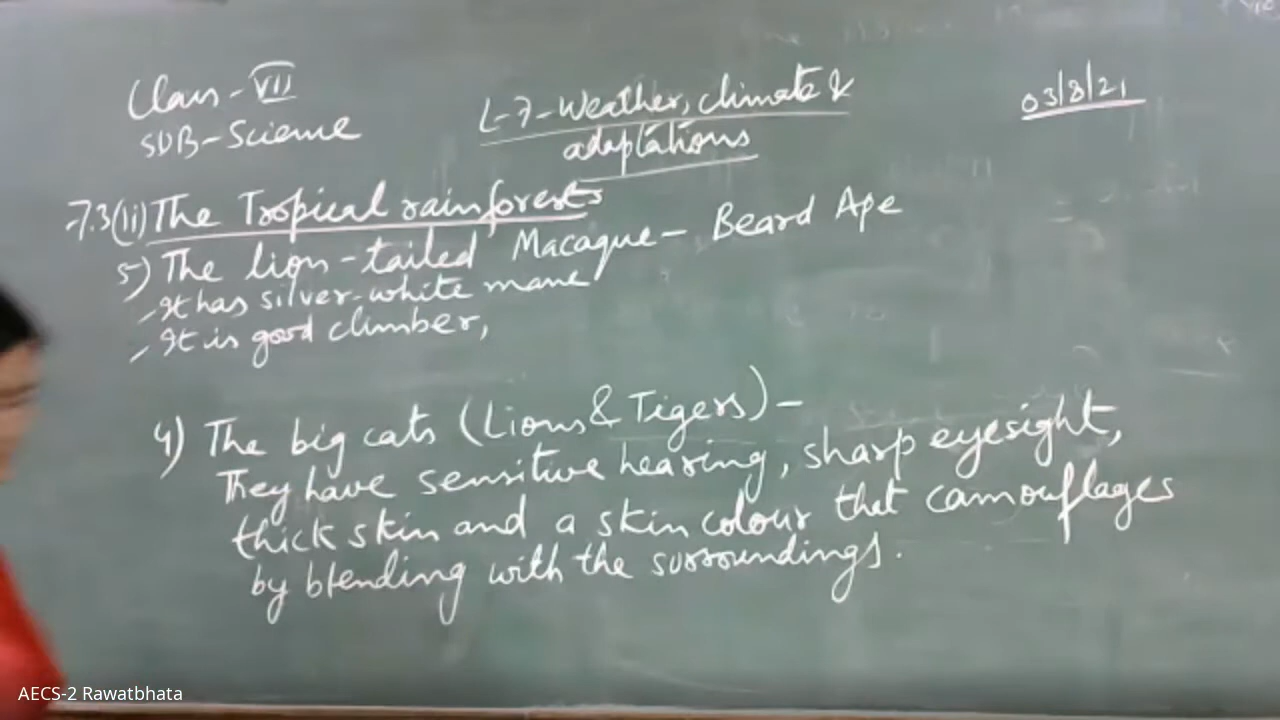 Class - VII
SUB - Science
L-7-Weather, climate &
adaptations
03/8/21
7.3(ii) The Tropical rainforests
5) The lion-tailed Macaque - Beard Ape
- It has silver-white mane
- It is good climber,
4) The big cats (Lions & Tigers) -
They have sensitive hearing, sharp eyesight,
thick skin and a skin colour that camouflages
by blending with the surroundings.
AECS-2 Rawatbhata